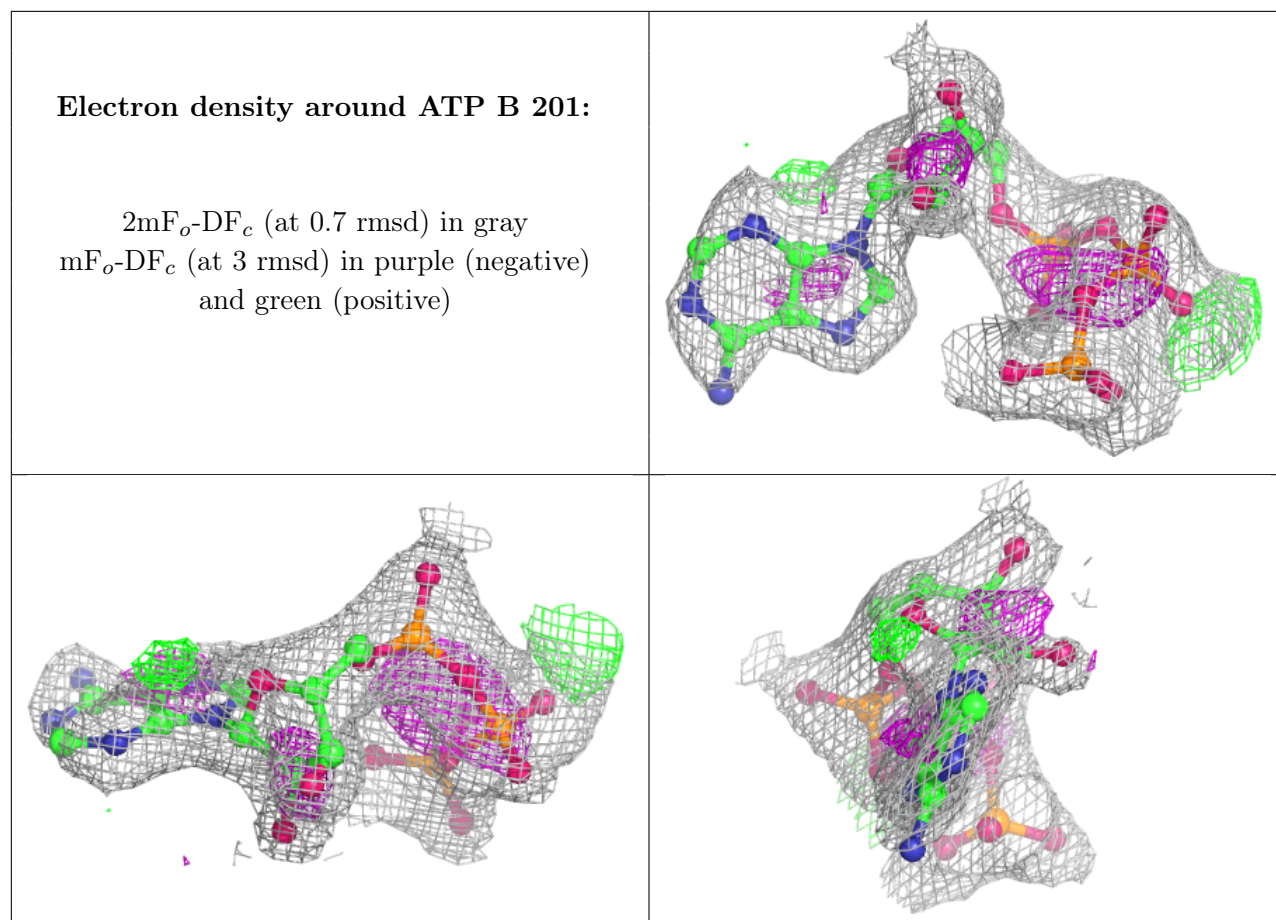 Electron density around ATP B 201:
2mFo-DFc (at 0.7 rmsd) in gray
mFo-DFc (at 3 rmsd) in purple (negative)
and green (positive)